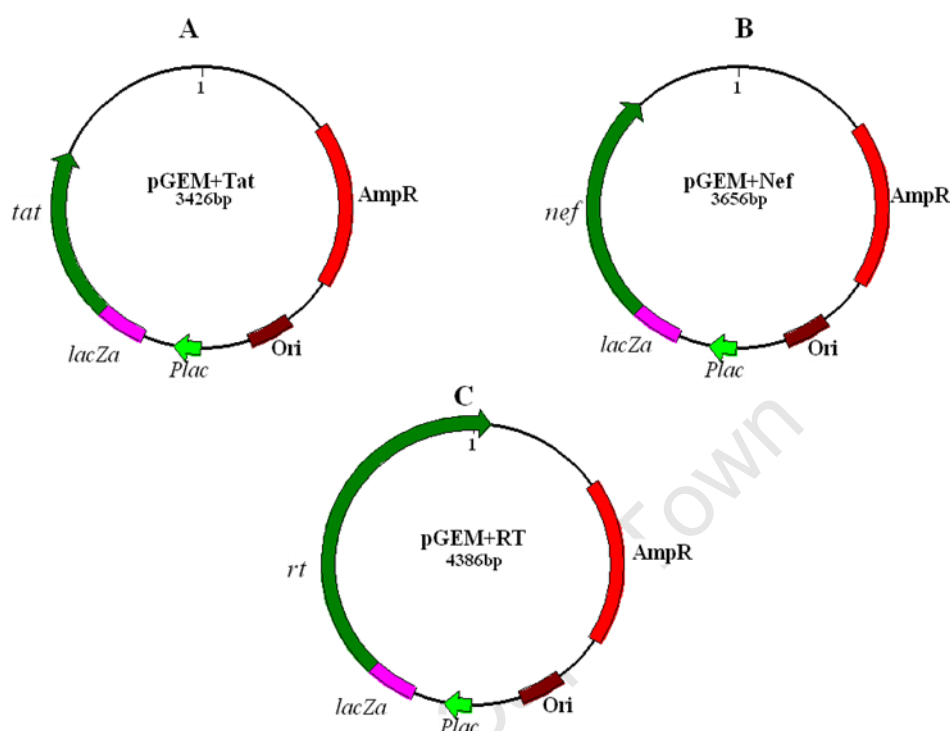 A
1
pGEM+Tat
3426bp
AmpR
tat
lacZa
Plac
Ori
B
1
pGEM+Nef
3656bp
AmpR
nef
lacZa
Plac
Ori
C
1
pGEM+RT
4386bp
AmpR
rt
lacZa
Plac
Ori
Town